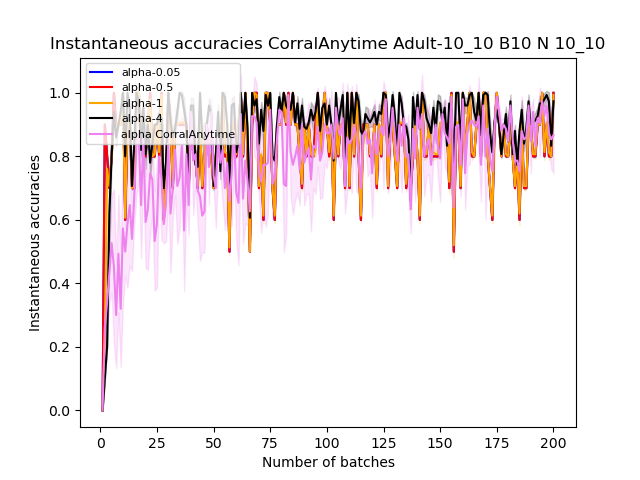 Instantaneous accuracies CorralAnytime Adult-10_10 B10 N 10_10
alpha-0.05
alpha-0.5
alpha-1
alpha-4
alpha CorralAnytime
1.0
0.8
0.6
0.4
0.2
0.0
Instantaneous accuracies
0 25 50 75 100 125 150 175 200
Number of batches